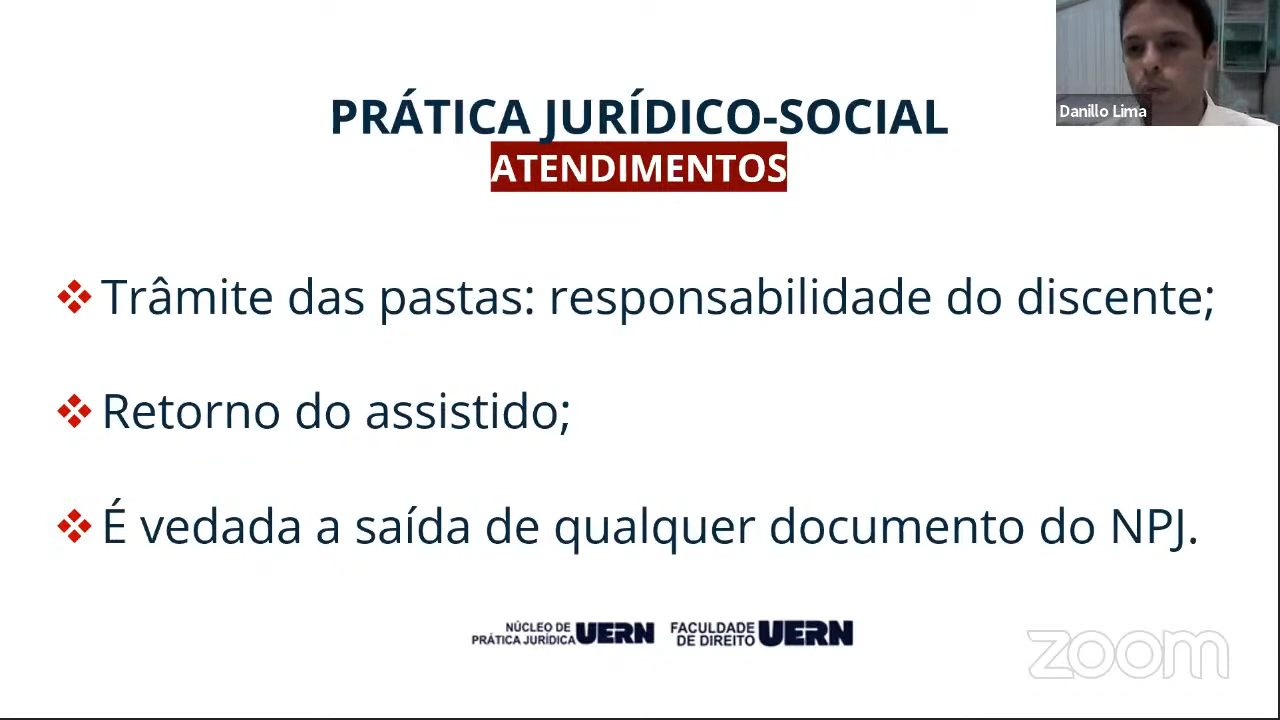 Danillo Lima
PRÁTICA JURÍDICO-SOCIAL
ATENDIMENTOS
❖ Trâmite das pastas: responsabilidade do discente;
❖ Retorno do assistido;
❖ É vedada a saída de qualquer documento do NPJ.
NÚCLEO DE
PRÁTICA JURÍDICA UERN
FACULDADE
DE DIREITO UERN
zoom